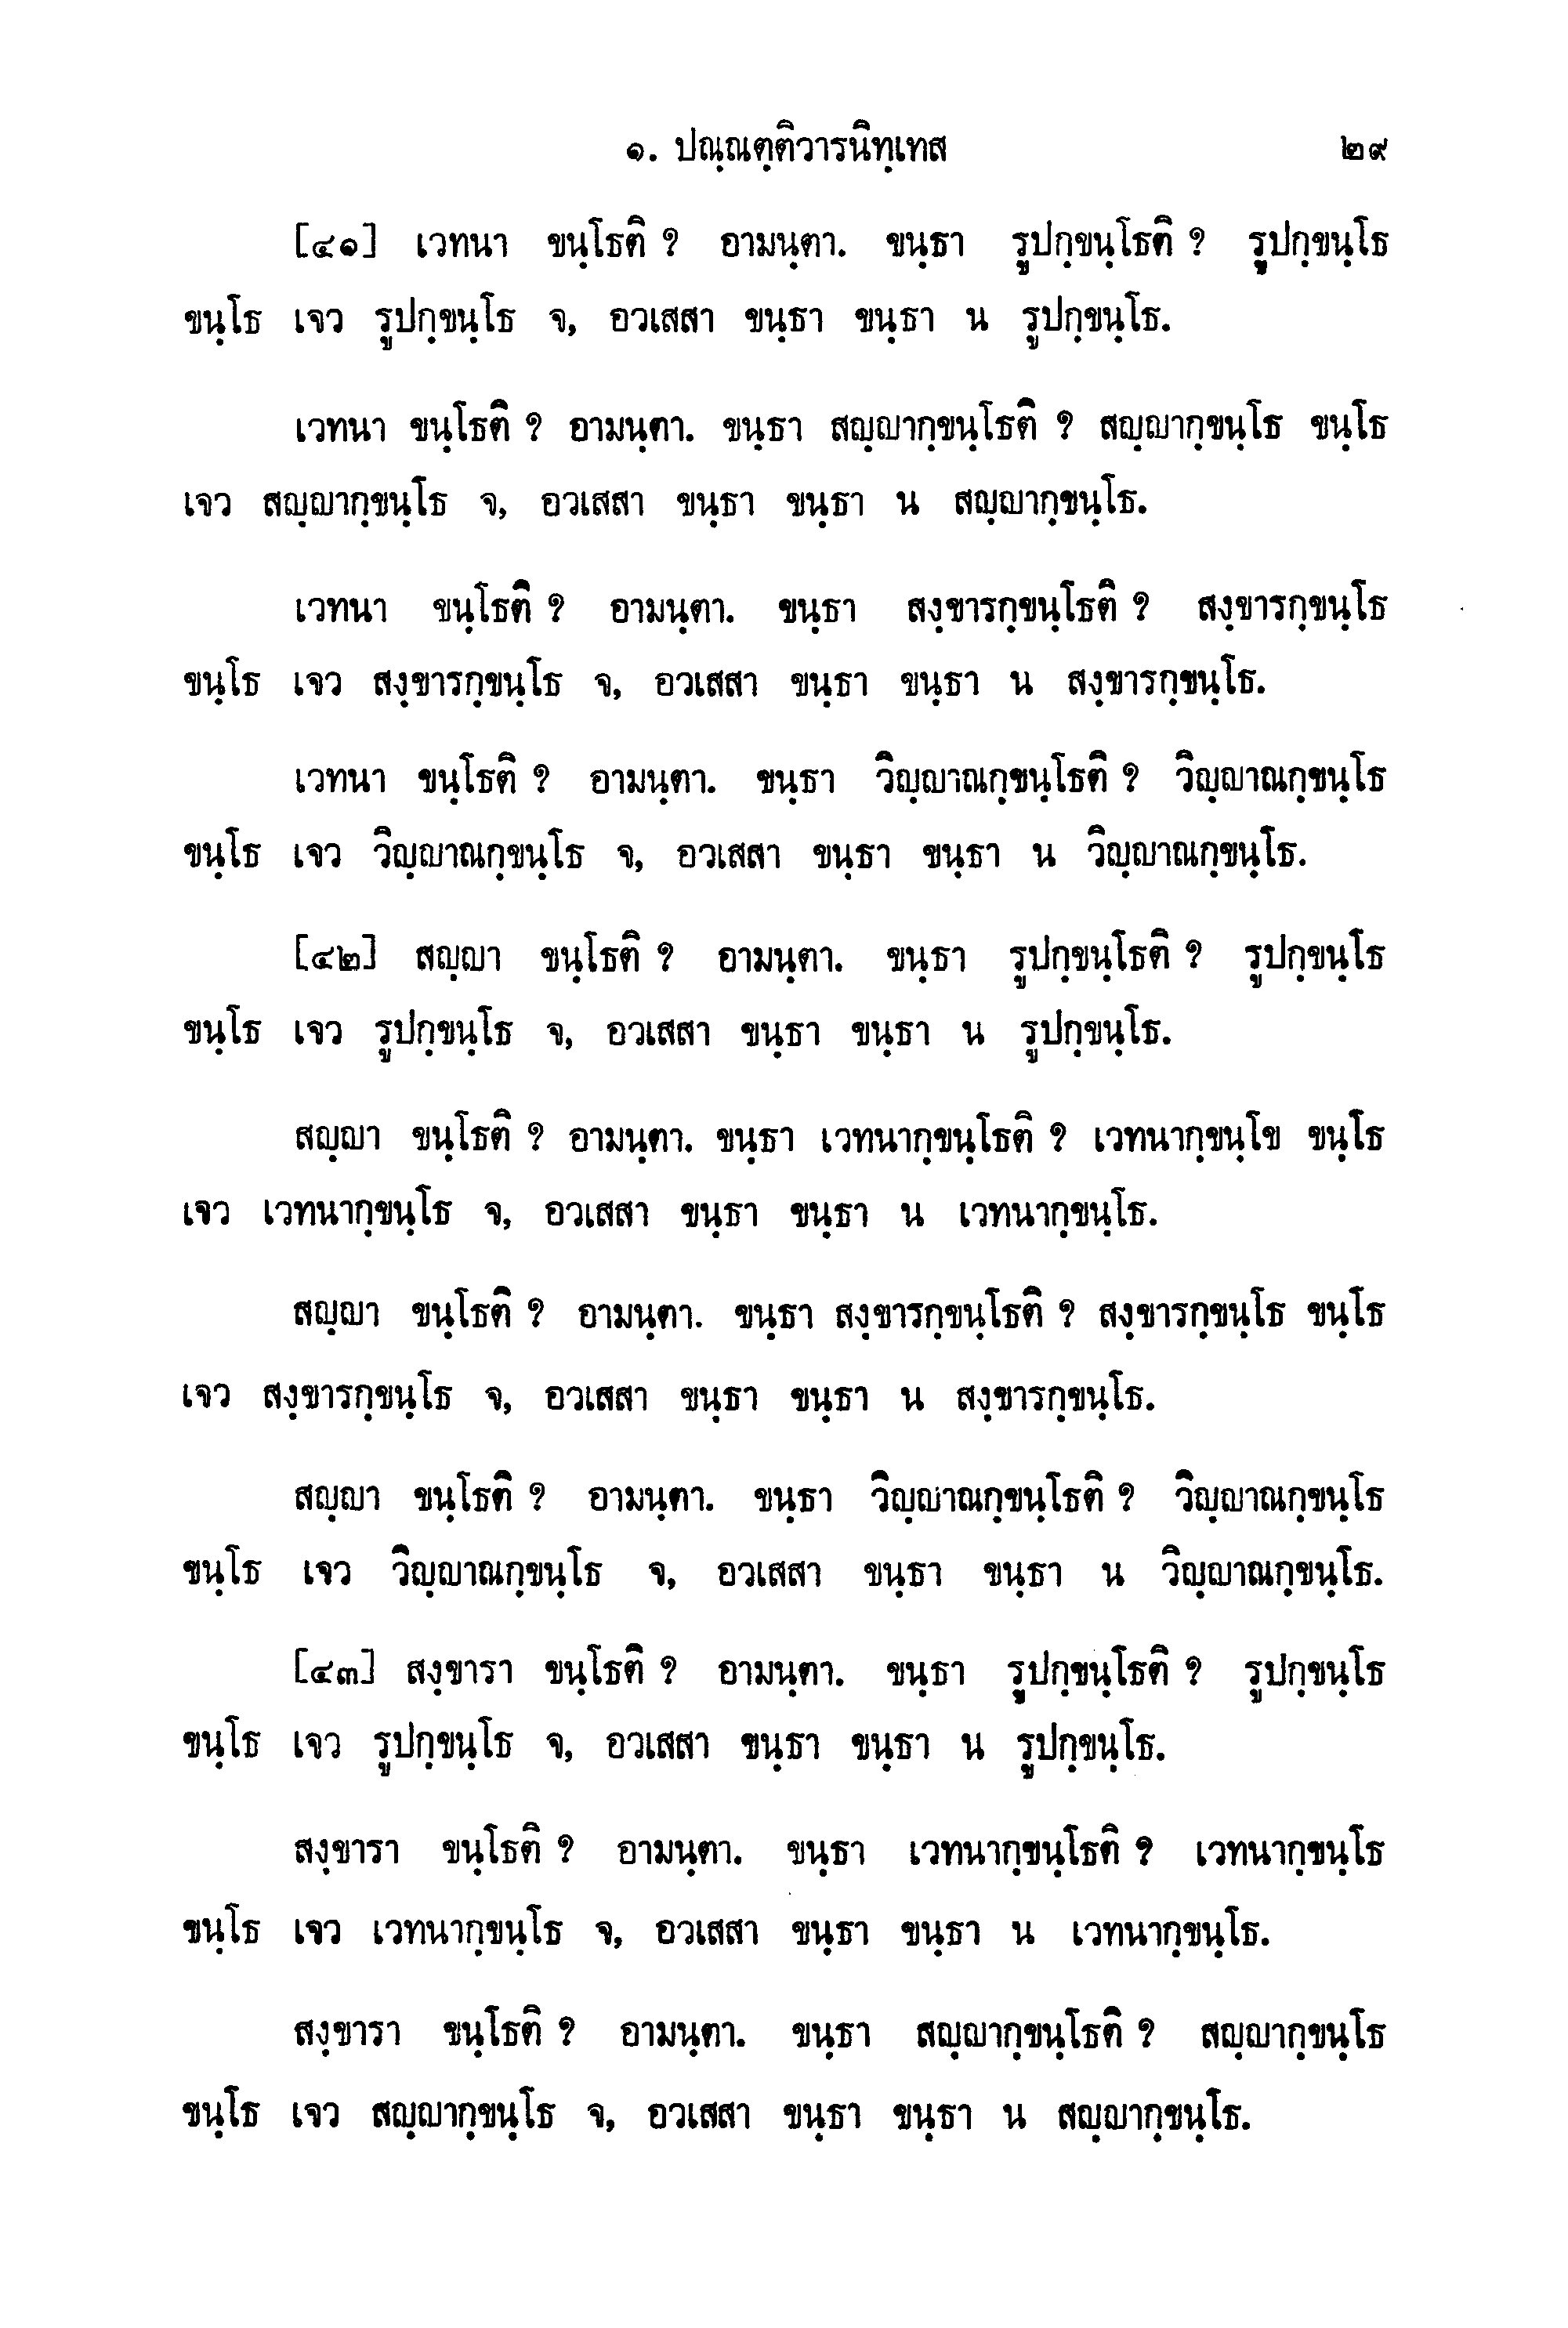 ๑. ปณฺณตฺติวารนิทฺเทส ๒๙
[๔๑] เวทนา ขนฺโธติ ? อามนฺตา. ขนฺธา รูปกฺขนฺโธติ ? รูปกฺขนฺโธ
ขนฺโธ เจว รูปกฺขนฺโธ จ, อวเสสา ขนฺธา ขนฺธา น รูปกฺขนฺโธ.
เวทนา ขนฺโธติ ? อามนฺตา. ขนฺธา สญฺญากฺขนฺโธติ ? สญฺญากฺขนฺโธ ขนฺโธ
เจว สญฺญากฺขนฺโธ จ, อวเสสา ขนฺธา ขนฺธา น สญฺญากฺขนฺโธ.
เวทนา ขนฺโธติ ? อามนฺตา. ขนฺธา สงฺขารกฺขนฺโธติ ? สงฺขารกฺขนฺโธ
ขนฺโธ เจว สงฺขารกฺขนฺโธ จ, อวเสสา ขนฺธา ขนฺธา น สงฺขารกฺขนฺโธ.
เวทนา ขนฺโธติ ? อามนฺตา. ขนฺธา วิญฺญาณกฺขนฺโธติ ? วิญฺญาณกฺขนฺโธ
ขนฺโธ เจว วิญฺญาณกฺขนฺโธ จ, อวเสสา ขนฺธา ขนฺธา น วิญฺญาณกฺขนฺโธ.
[๔๒] สญฺญา ขนฺโธติ ? อามนฺตา. ขนฺธา รูปกฺขนฺโธติ ? รูปกฺขนฺโธ
ขนฺโธ เจว รูปกฺขนฺโธ จ, อวเสสา ขนฺธา ขนฺธา น รูปกฺขนฺโธ.
สญฺญา ขนฺโธติ ? อามนฺตา. ขนฺธา เวทนากฺขนฺโธติ ? เวทนากฺขนฺโข ขนฺโธ
เจว เวทนากฺขนฺโธ จ, อวเสสา ขนฺธา ขนฺธา น เวทนากฺขนฺโธ.
สญฺญา ขนฺโธติ ? อามนฺตา. ขนฺธา สงฺขารกฺขนฺโธติ ? สงฺขารกฺขนฺโธ ขนฺโธ
เจว สงฺขารกฺขนฺโธ จ, อวเสสา ขนฺธา ขนฺธา น สงฺขารกฺขนฺโธ.
สญฺญา ขนฺโธติ ? อามนฺตา. ขนฺธา วิญฺญาณกฺขนฺโธติ ? วิญฺญาณกฺขนฺโธ
ขนฺโธ เจว วิญฺญาณกฺขนฺโธ จ, อวเสสา ขนฺธา ขนฺธา น วิญฺญาณกฺขนฺโธ.
[๔๓] สงฺขารา ขนฺโธติ ? อามนฺตา. ขนฺธา รูปกฺขนฺโธติ ? รูปกฺขนฺโธ
ขนฺโธ เจว รูปกฺขนฺโธ จ, อวเสสา ขนฺธา ขนฺธา น รูปกฺขนฺโธ.
สงฺขารา ขนฺโธติ ? อามนฺตา. ขนฺธา เวทนากฺขนฺโธติ ? เวทนากฺขนฺโธ
ขนฺโธ เจว เวทนากฺขนฺโธ จ, อวเสสา ขนฺธา ขนฺธา น เวทนากฺขนฺโธ.
สงฺขารา ขนฺโธติ ? อามนฺตา. ขนฺธา สญฺญากฺขนฺโธติ ? สญฺญากฺขนฺโธ
ขนฺโธ เจว สญฺญากฺขนฺโธ จ, อวเสสา ขนฺธา ขนฺธา น สญฺญากฺขนฺโธ.